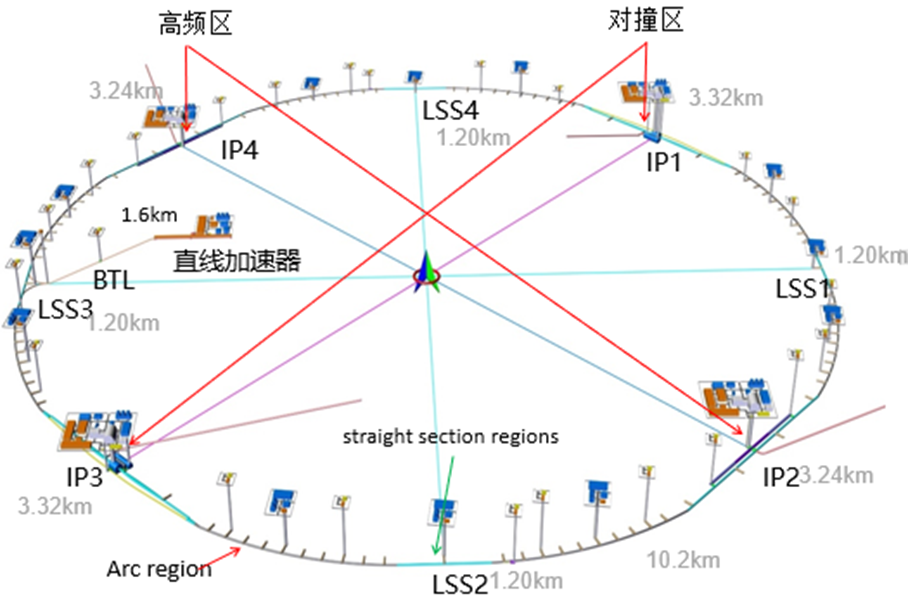 高频区
对撞区
3.24km
3.32km
LSS4
1.20km
IP4
IP1
1.6km
直线加速器
BTL
1.20km
LSS1
LSS3
1.20km
straight section regions
IP3
IP2
3.24km
3.32km
Arc region
10.2km
LSS2
1.20km